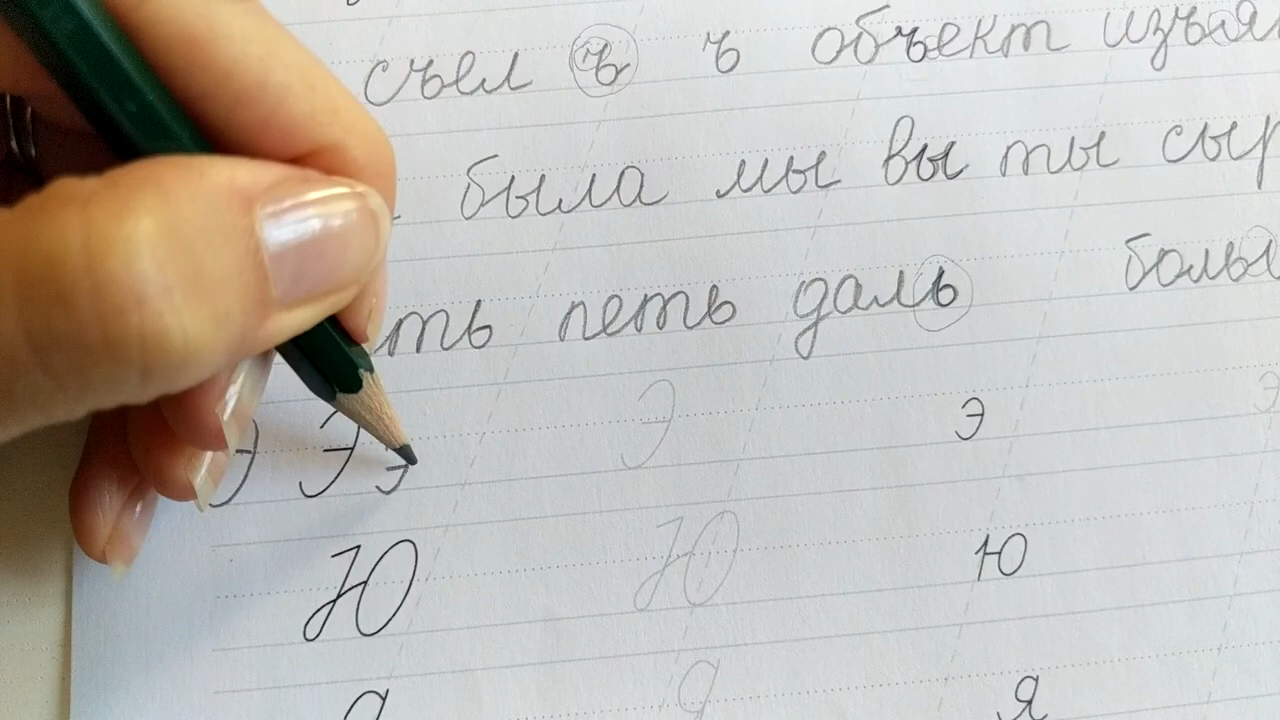 съел ъ ъ объект
была мы вы ты
петь даль
Э Э э Э э э
Ю Ю ю
Я Я я